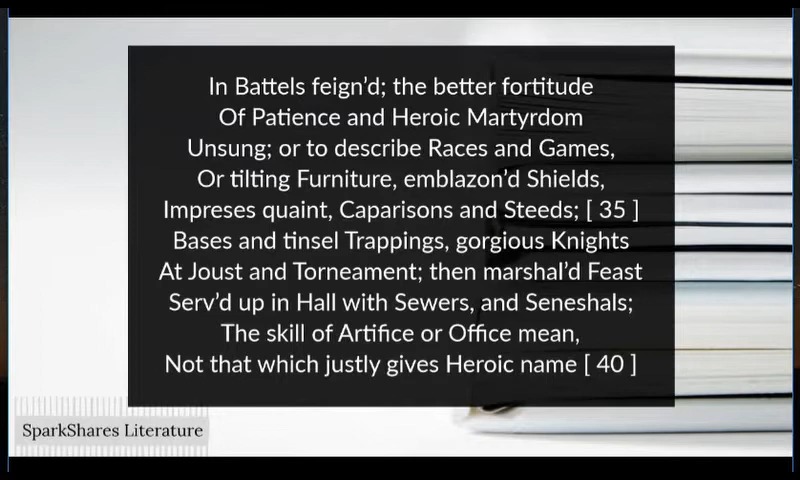 In Battels feign’d; the better fortitude
Of Patience and Heroic Martyrdom
Unsung; or to describe Races and Games,
Or tilting Furniture, emblazon’d Shields,
Impreses quaint, Caparisons and Steeds; [ 35 ]
Bases and tinsel Trappings, gorgious Knights
At Joust and Torneament; then marshal’d Feast
Serv’d up in Hall with Sewers, and Seneshals;
The skill of Artifice or Office mean,
Not that which justly gives Heroic name [ 40 ]
SparkShares Literature